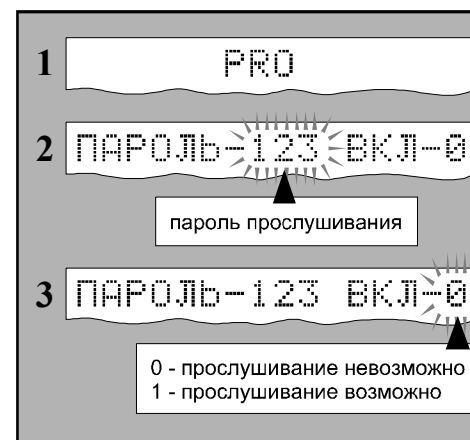 1 PRO
2 ПАРОЛЬ-123 ВКЛ-0
пароль прослушивания
3 ПАРОЛЬ-123 ВКЛ-0
0 - прослушивание невозможно
1 - прослушивание возможно